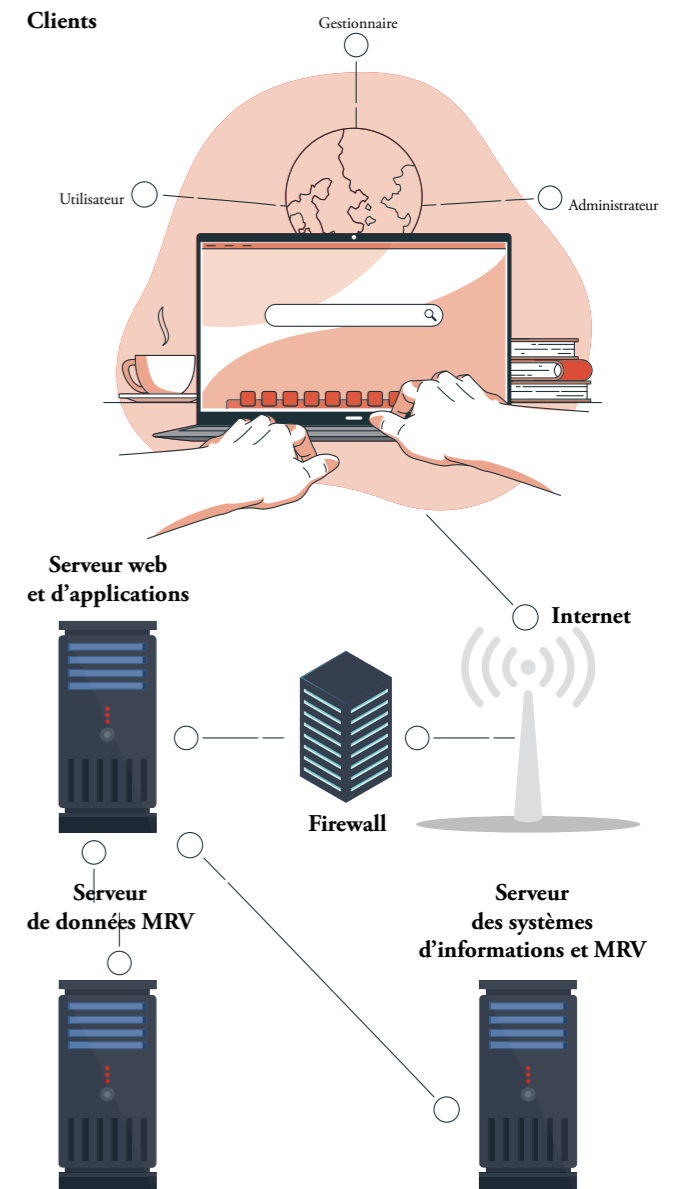 Clients
Gestionnaire
Utilisateur
Administrateur
Serveur web
et d’applications
Internet
Firewall
Serveur
de données MRV
Serveur
des systèmes
d’informations et MRV